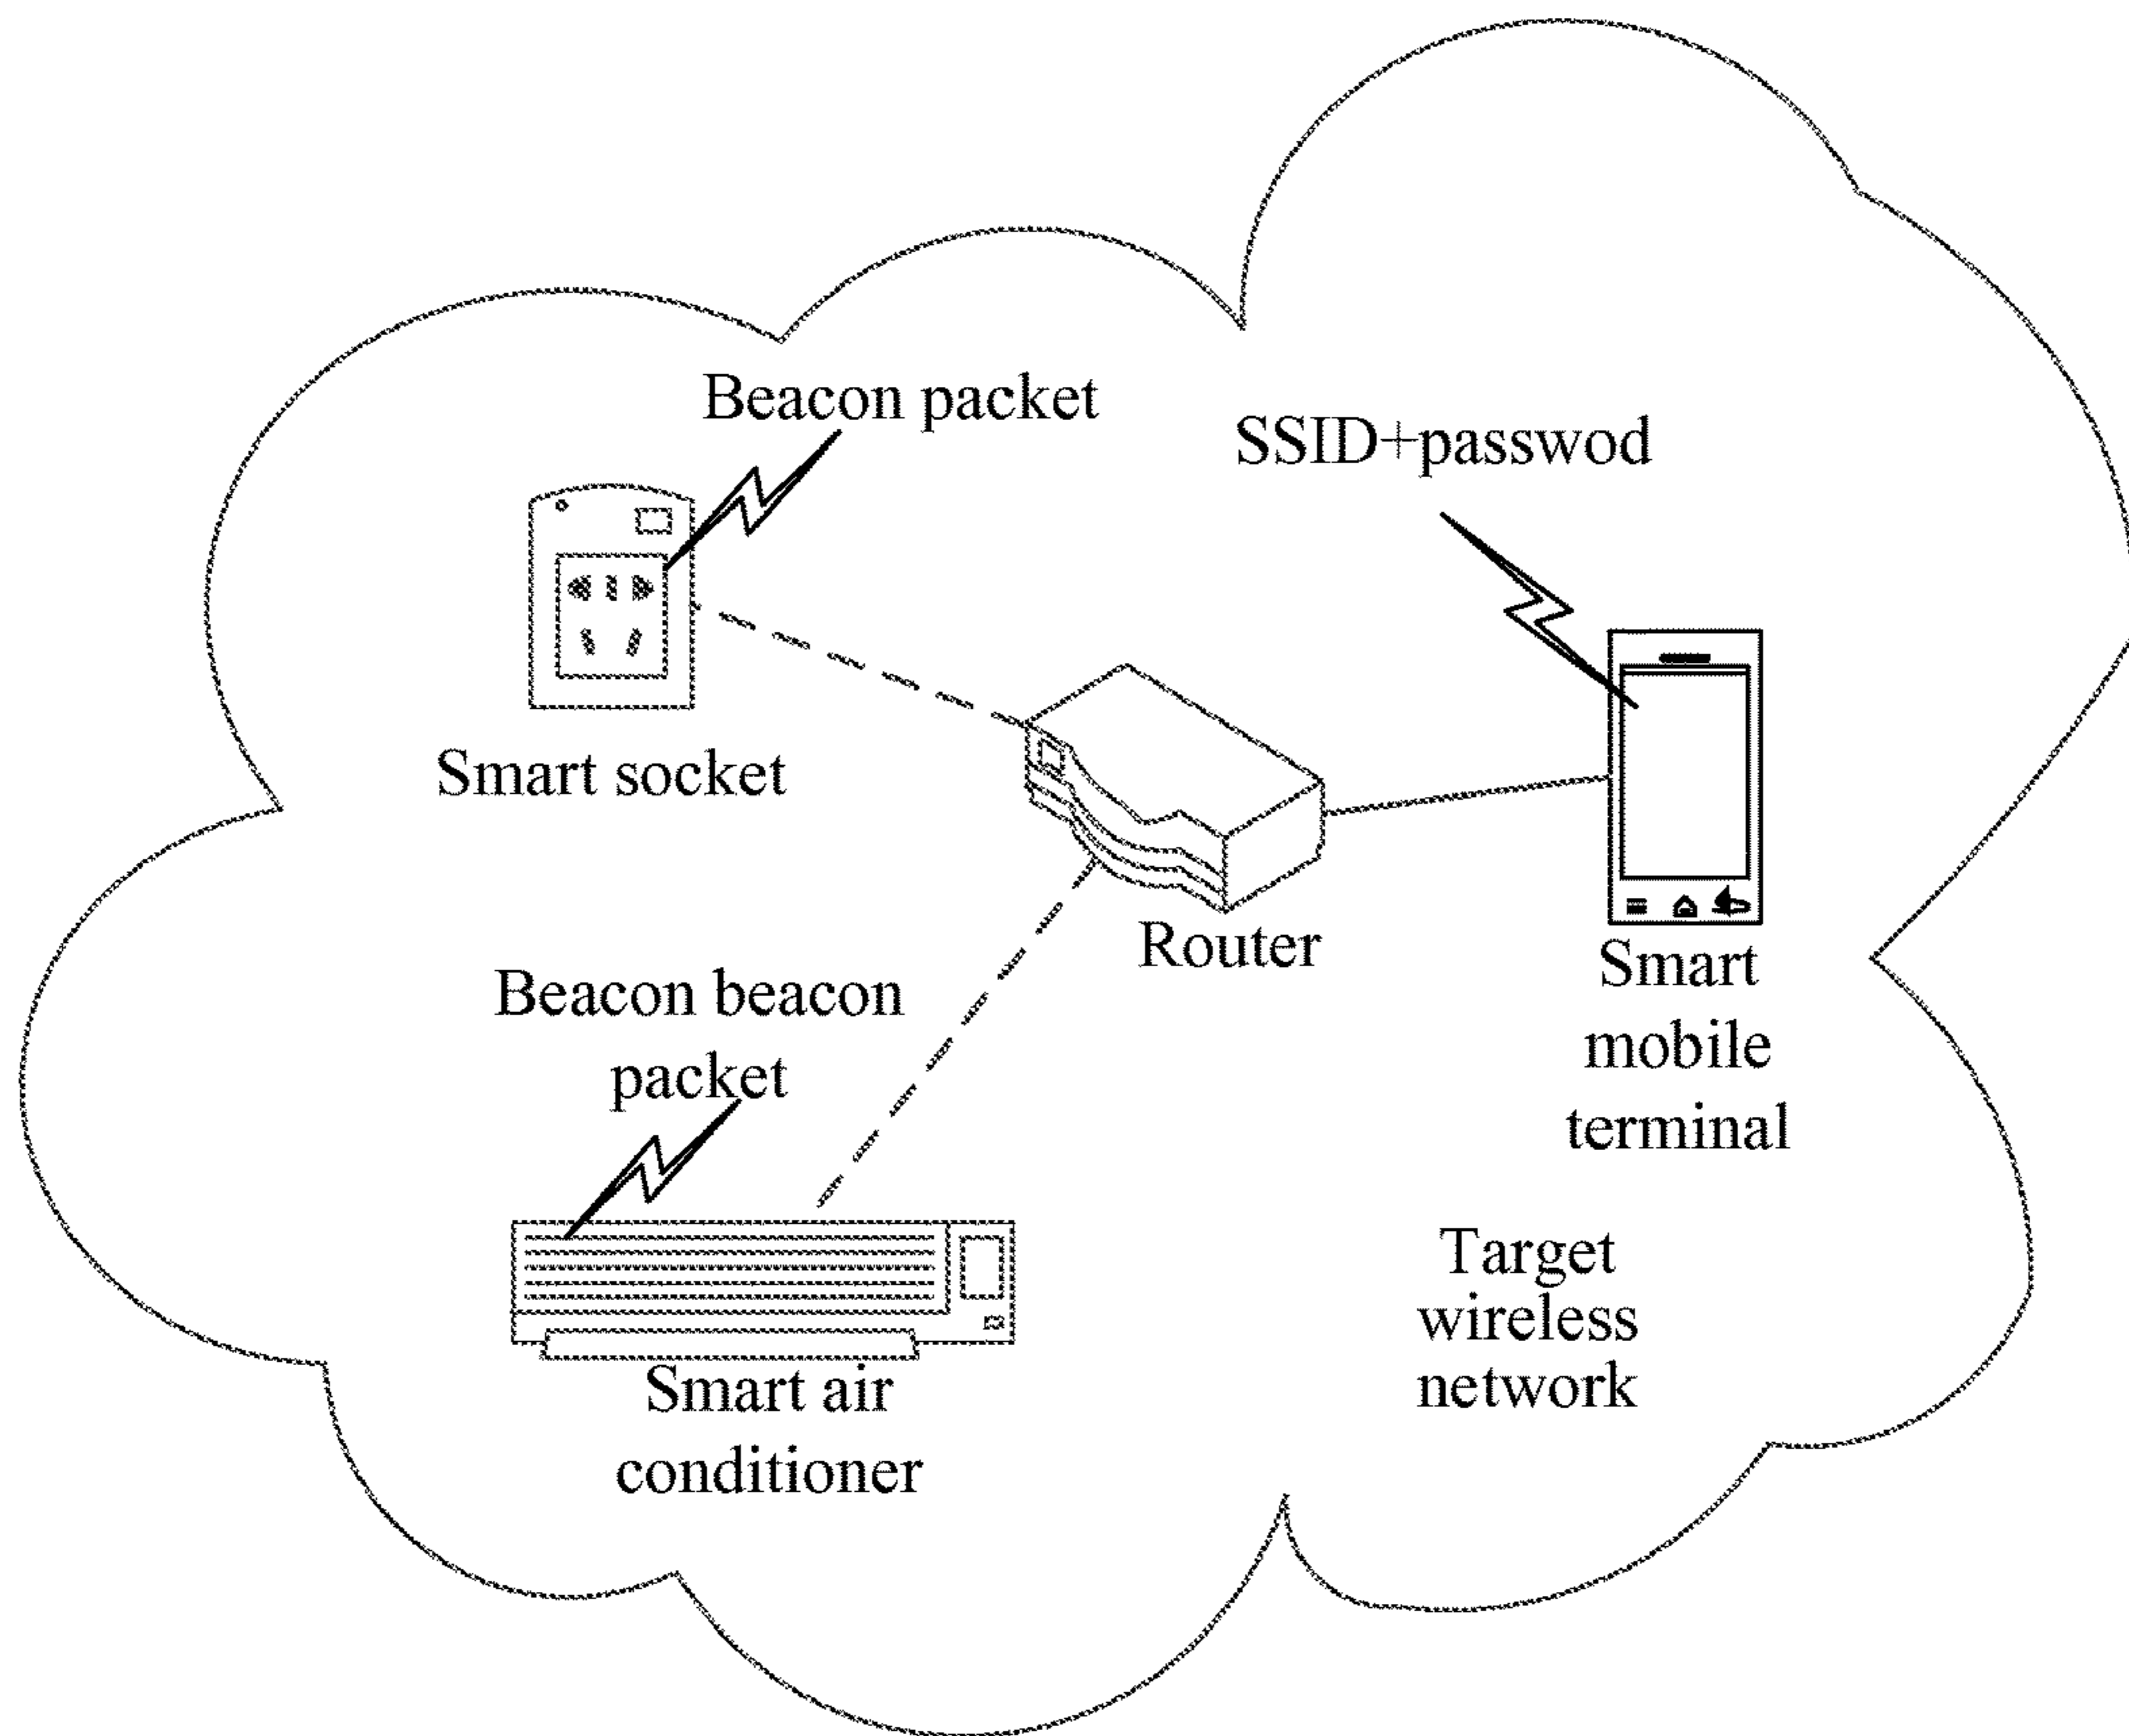 Beacon packet
SSID+passwod
Smart socket
Router
Smart
mobile
terminal
Beacon beacon
packet
Smart air
conditioner
Target
wireless
network